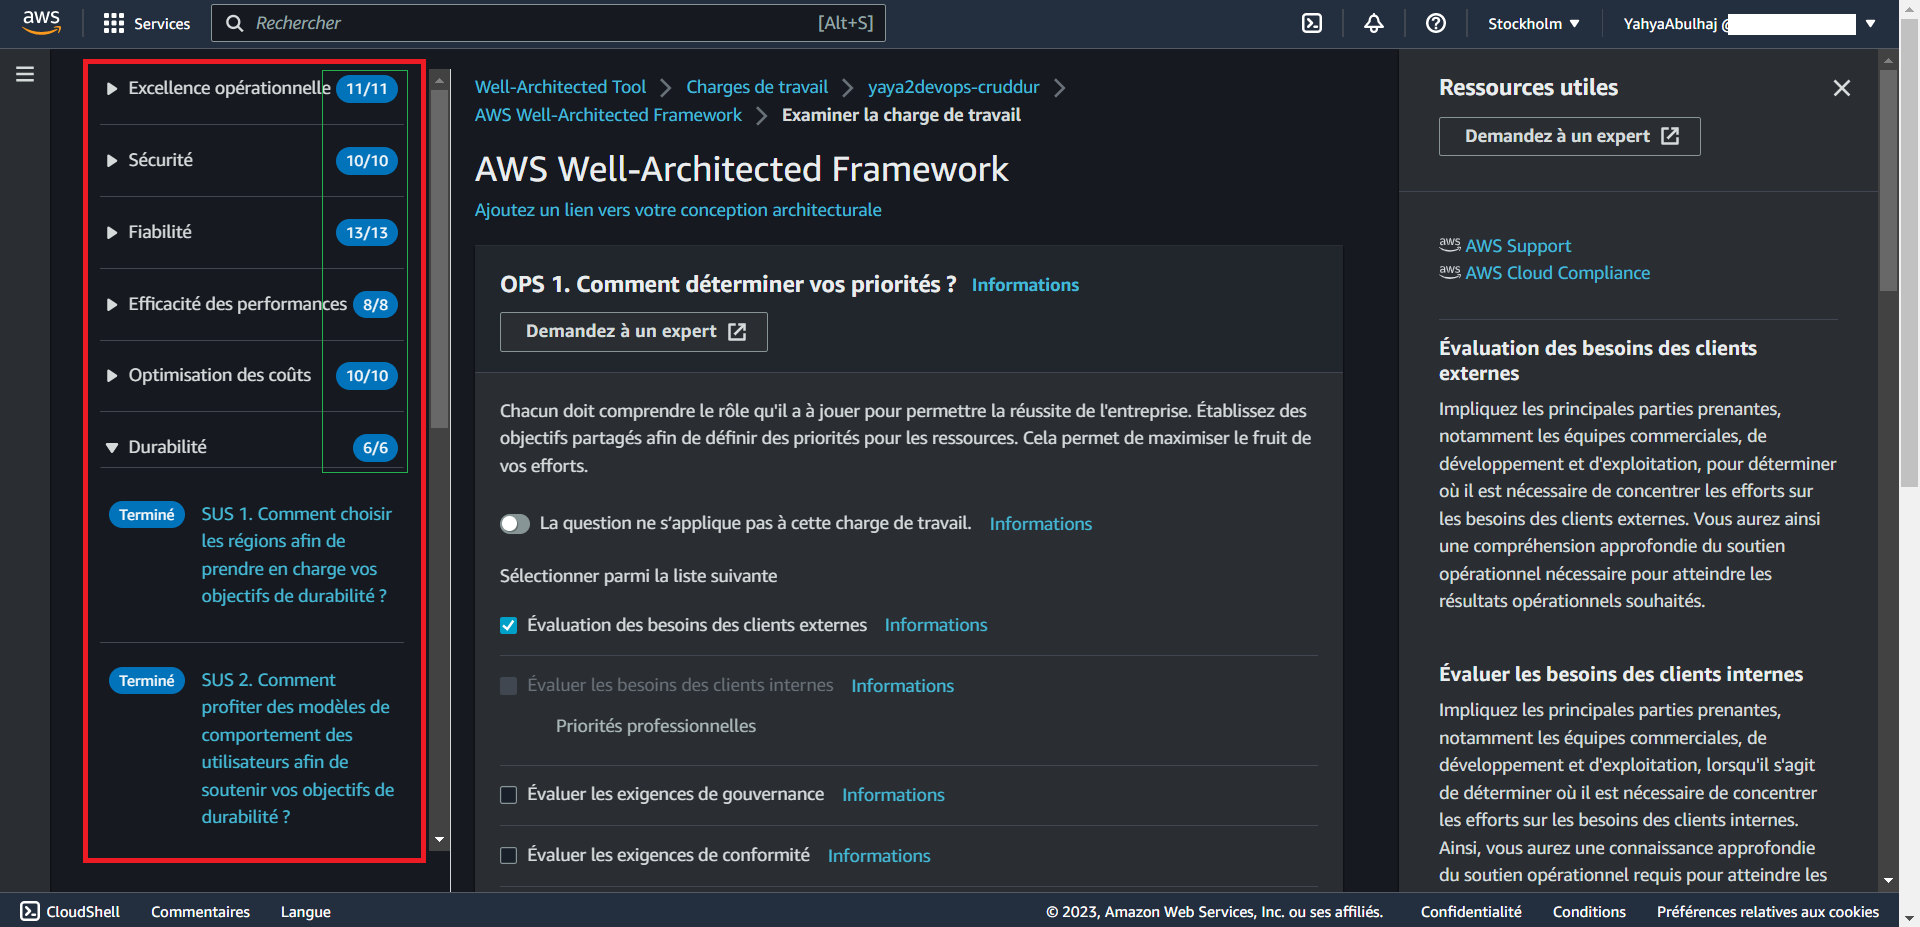 aws
Services
Rechercher
[Alt+S]
Stockholm
YahyaAbulhaj @
Excellence opérationnelle 11/11
Sécurité 10/10
Fiabilité 13/13
Efficacité des performances 8/8
Optimisation des coûts 10/10
Durabilité 6/6
Terminé
SUS 1. Comment choisir
les régions afin de
prendre en charge vos
objectifs de durabilité ?
Terminé
SUS 2. Comment
profiter des modèles de
comportement des
utilisateurs afin de
soutenir vos objectifs de
durabilité ?
Well-Architected Tool
Charges de travail
yaya2devops-cruddur
AWS Well-Architected Framework
Examiner la charge de travail
AWS Well-Architected Framework
Ajoutez un lien vers votre conception architecturale
OPS 1. Comment déterminer vos priorités ? Informations
Demandez à un expert
Chacun doit comprendre le rôle qu'il a à jouer pour permettre la réussite de l'entreprise. Établissez des
objectifs partagés afin de définir des priorités pour les ressources. Cela permet de maximiser le fruit de
vos efforts.
La question ne s’applique pas à cette charge de travail. Informations
Sélectionner parmi la liste suivante
Évaluation des besoins des clients externes Informations
Évaluer les besoins des clients internes Informations
Priorités professionnelles
Évaluer les exigences de gouvernance Informations
Évaluer les exigences de conformité Informations
Ressources utiles
Demandez à un expert
aws AWS Support
aws AWS Cloud Compliance
Évaluation des besoins des clients
externes
Impliquez les principales parties prenantes,
notamment les équipes commerciales, de
développement et d'exploitation, pour déterminer
où il est nécessaire de concentrer les efforts sur
les besoins des clients externes. Vous aurez ainsi
une compréhension approfondie du soutien
opérationnel nécessaire pour atteindre les
résultats opérationnels souhaités.
Évaluer les besoins des clients internes
Impliquez les principales parties prenantes,
notamment les équipes commerciales, de
développement et d'exploitation, lorsqu'il s'agit
de déterminer où il est nécessaire de concentrer
les efforts sur les besoins des clients internes.
Ainsi, vous aurez une connaissance approfondie
du soutien opérationnel requis pour atteindre les
CloudShell
Commentaires
Langue
© 2023, Amazon Web Services, Inc. ou ses affiliés.
Confidentialité
Conditions
Préférences relatives aux cookies